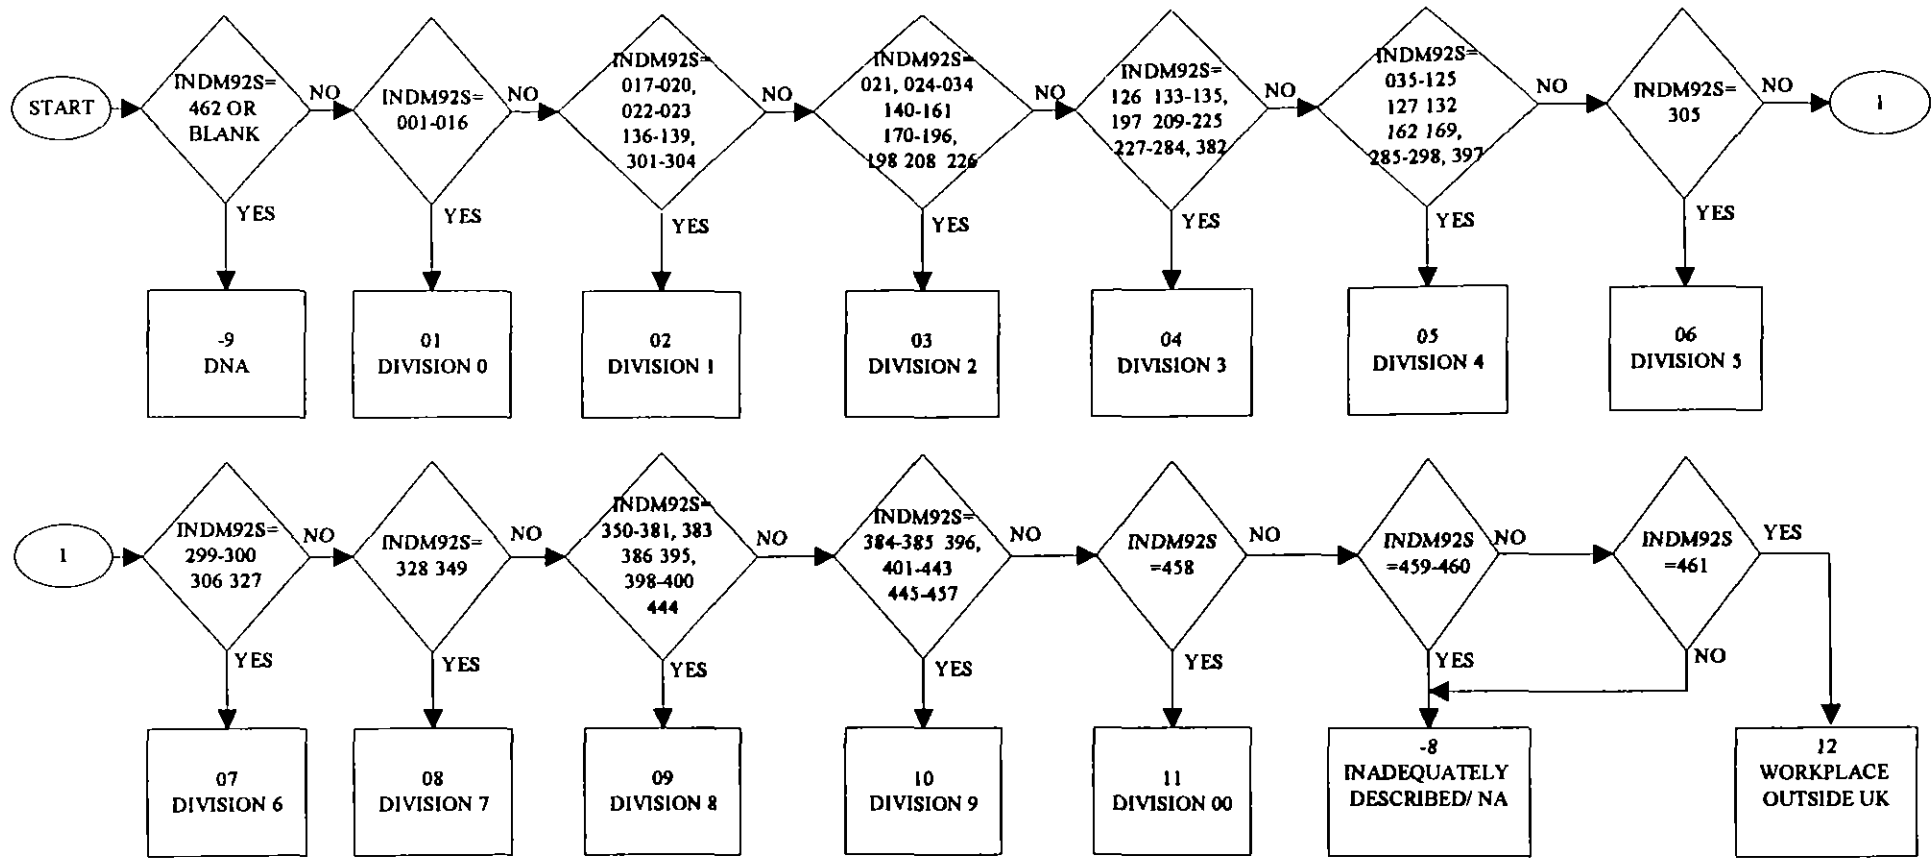 START
INDM92S=
462 OR
BLANK
NO
YES
-9
DNA
INDM92S=
001-016
NO
YES
01
DIVISION 0
INDM92S=
017-020,
022-023
136-139,
301-304
NO
YES
02
DIVISION 1
INDM92S=
021, 024-034
140-161
170-196,
198 208 226
NO
YES
03
DIVISION 2
INDM92S=
126 133-135,
197 209-225
227-284, 382
NO
YES
04
DIVISION 3
INDM92S=
035-125
127 132
162 169,
285-298, 397
NO
YES
05
DIVISION 4
INDM92S=
305
NO
YES
06
DIVISION 5
1
1
INDM92S=
299-300
306 327
NO
YES
07
DIVISION 6
INDM92S=
328 349
NO
YES
08
DIVISION 7
INDM92S=
350-381, 383
386 395,
398-400
444
NO
YES
09
DIVISION 8
INDM92S=
384-385 396,
401-443
445-457
NO
YES
10
DIVISION 9
INDM92S
=458
NO
YES
11
DIVISION 00
INDM92S
=459-460
NO
YES
-8
INADEQUATELY
DESCRIBED/ NA
INDM92S
=461
YES
NO
12
WORKPLACE
OUTSIDE UK